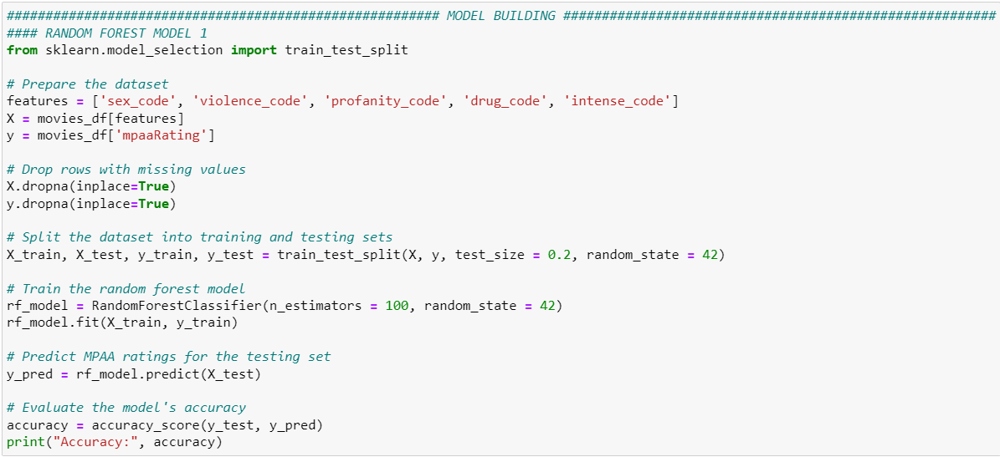 ######################################################## MODEL BUILDING ########################################################
#### RANDOM FOREST MODEL 1
from sklearn.model_selection import train_test_split
# Prepare the dataset
features = ['sex_code', 'violence_code', 'profanity_code', 'drug_code', 'intense_code']
X = movies_df[features]
y = movies_df['mpaaRating']
# Drop rows with missing values
X.dropna(inplace=True)
y.dropna(inplace=True)
# Split the dataset into training and testing sets
X_train, X_test, y_train, y_test = train_test_split(X, y, test_size = 0.2, random_state = 42)
# Train the random forest model
rf_model = RandomForestClassifier(n_estimators = 100, random_state = 42)
rf_model.fit(X_train, y_train)
# Predict MPAA ratings for the testing set
y_pred = rf_model.predict(X_test)
# Evaluate the model's accuracy
accuracy = accuracy_score(y_test, y_pred)
print("Accuracy:", accuracy)